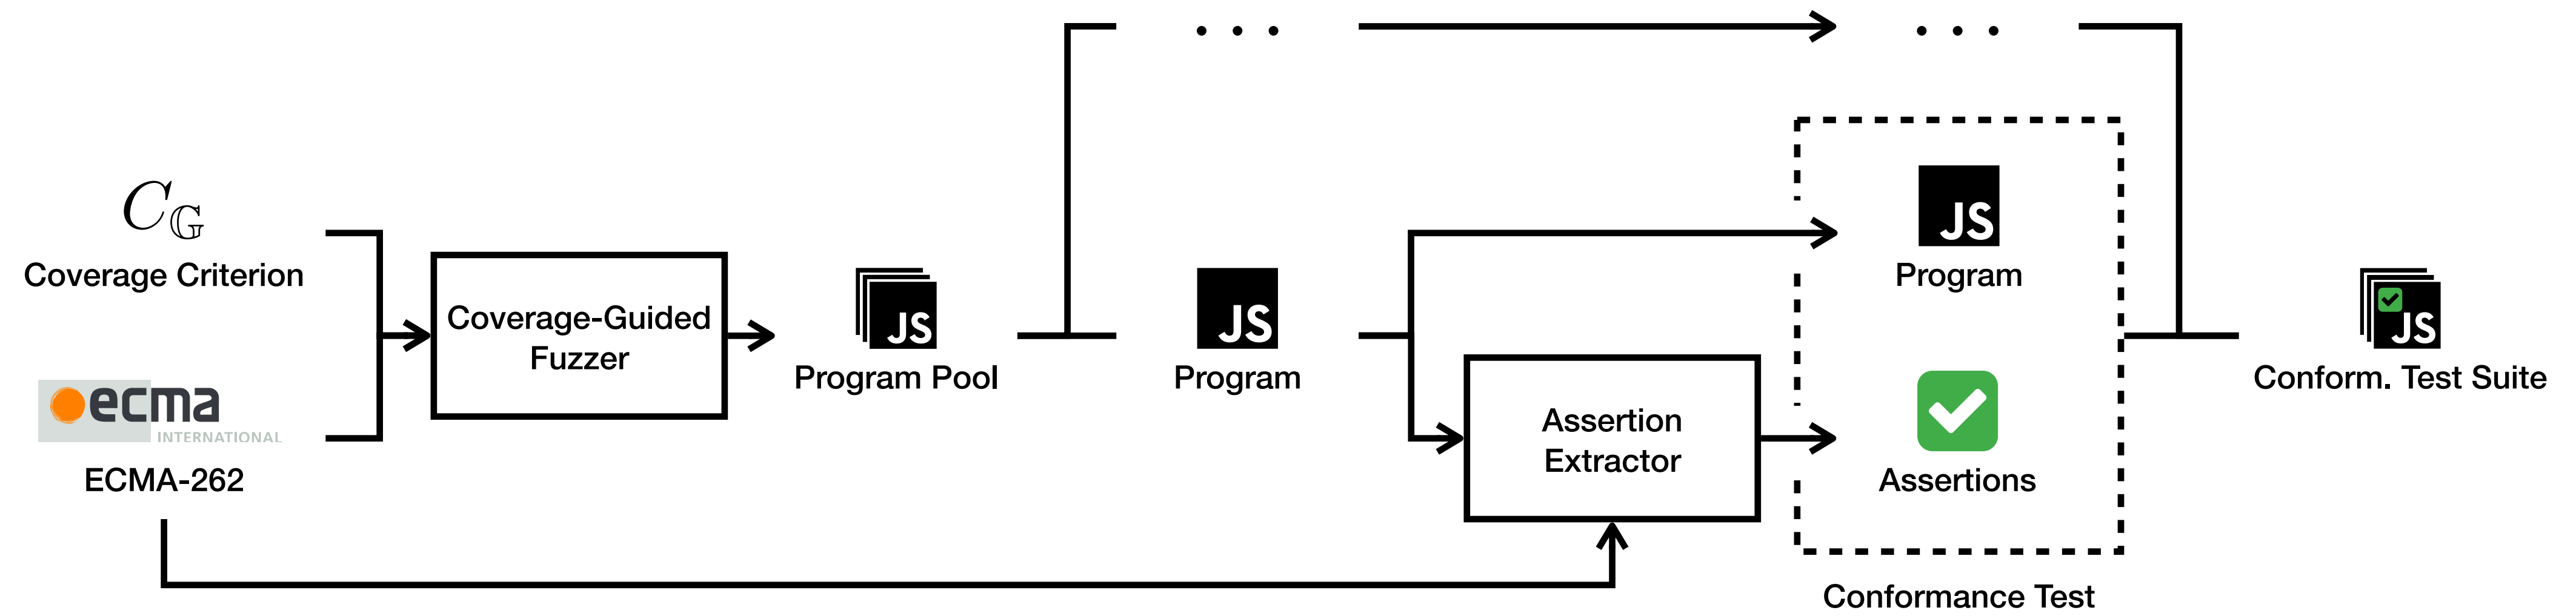 . . .
. . .
C𝔾
Coverage Criterion
ecma
INTERNATIONAL
ECMA-262
Coverage-Guided
Fuzzer
JS
Program Pool
JS
Program
Assertion
Extractor
JS
Program
Assertions
Conformance Test
JS
Conform. Test Suite